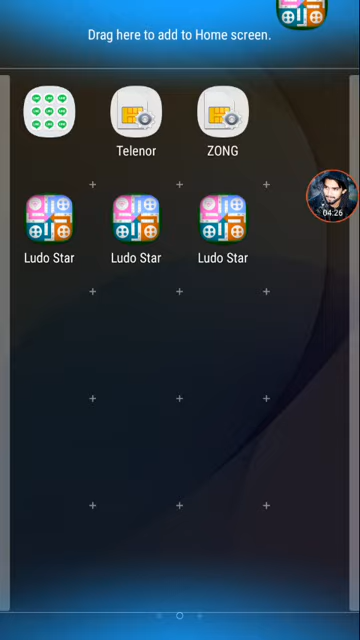 Drag here to add to Home screen.
Telenor
ZONG
04:26
Ludo Star
Ludo Star
Ludo Star